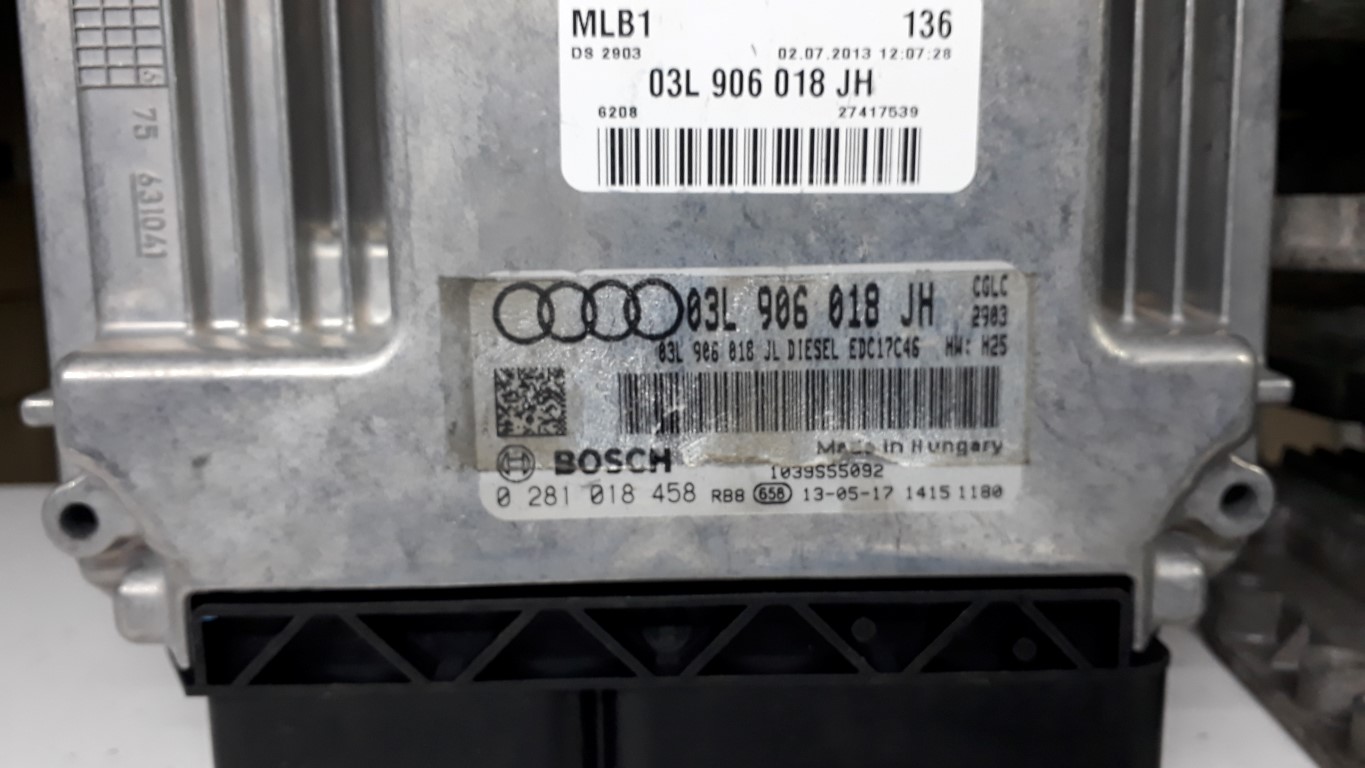 MLB1 136
DS 2903 02.07.2013 12:07:28
03L 906 018 JH
6208 27417539
6
75
631041
03L 906 018 JH CGLC
2903
03L 906 018 JL DIESEL EDC17C46 HW: H25
Made in Hungary
BOSCH
1039S55092
0 281 018 458 RB8 658 13-05-17 1415 1180